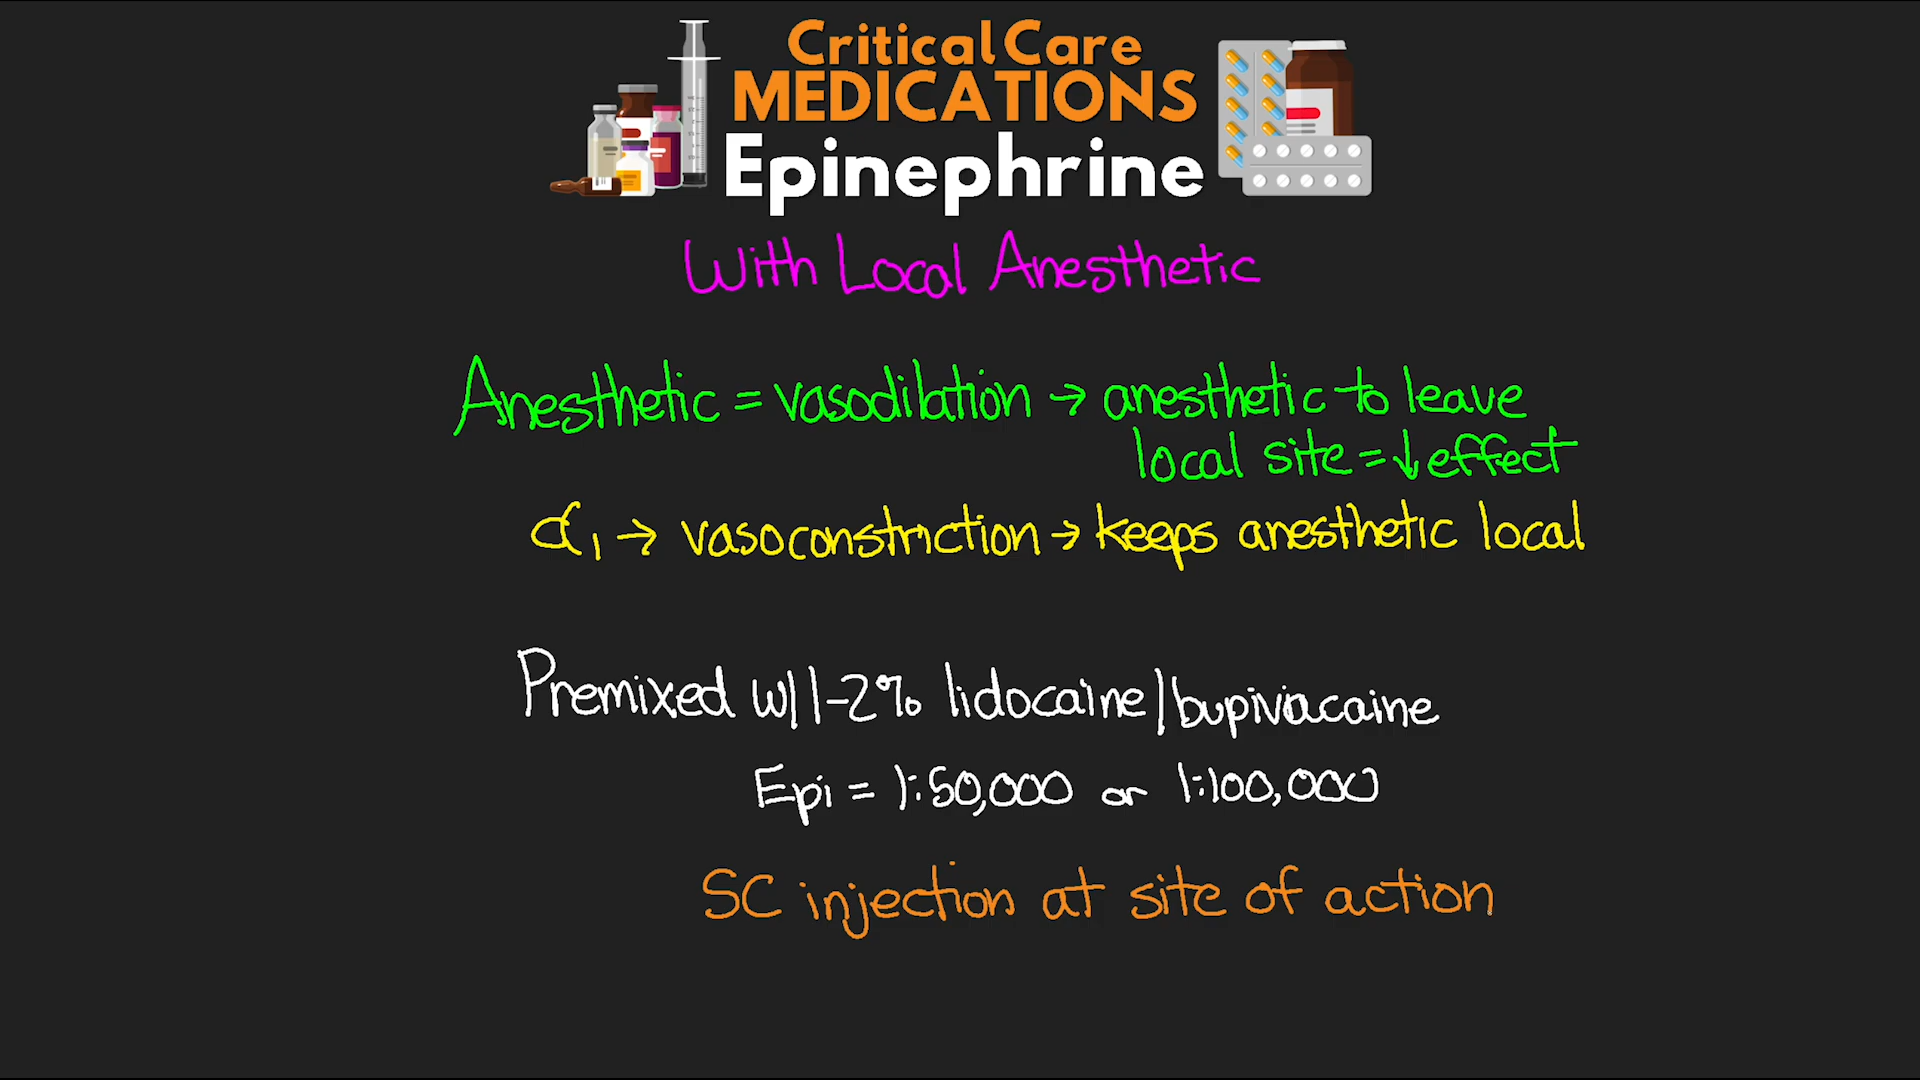 Critical Care
MEDICATIONS
Epinephrine
With Local Anesthetic
Anesthetic = vasodilation → anesthetic to leave
local site = ↓ effect
α₁ → vasoconstriction → keeps anesthetic local
Premixed w/ 1-2% lidocaine/bupivacaine
Epi = 1:50,000 or 1:100,000
SC injection at site of action